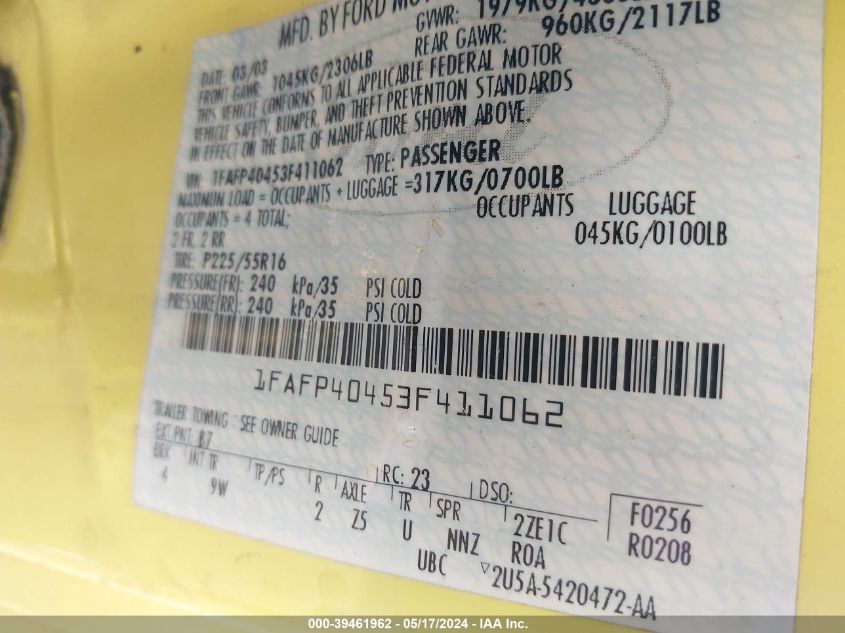 MFD. BY FORD MOT
GVWR: 1979KG/
DATE: 03/03
REAR GAWR: 960KG/2117LB
FRONT GAWR: 1045KG/2306LB
THIS VEHICLE CONFORMS TO ALL APPLICABLE FEDERAL MOTOR
VEHICLE SAFETY, BUMPER, AND THEFT PREVENTION STANDARDS
IN EFFECT ON THE DATE OF MANUFACTURE SHOWN ABOVE.
VIN: 1FAFP40453F411062 TYPE: PASSENGER
MAXIMUM LOAD = OCCUPANTS + LUGGAGE =317KG/0700LB
OCCUPANTS = 4 TOTAL; OCCUPANTS LUGGAGE
2 FR, 2 RR 045KG/0100LB
TIRE: P225/55R16
PRESSURE(FR): 240 kPa/35 PSI COLD
PRESSURE(RR): 240 kPa/35 PSI COLD
1FAFP40453F411062
TRAILER TOWING : SEE OWNER GUIDE
EXT PNT: B7 RC: 23 DSO:
BRK INT TR TP/PS R AXLE TR SPR 2ZE1C F0256
4 9W 2 Z5 U NNZ ROA R0208
UBC 2U5A-5420472-AA
000-39461962 - 05/17/2024 - IAA Inc.